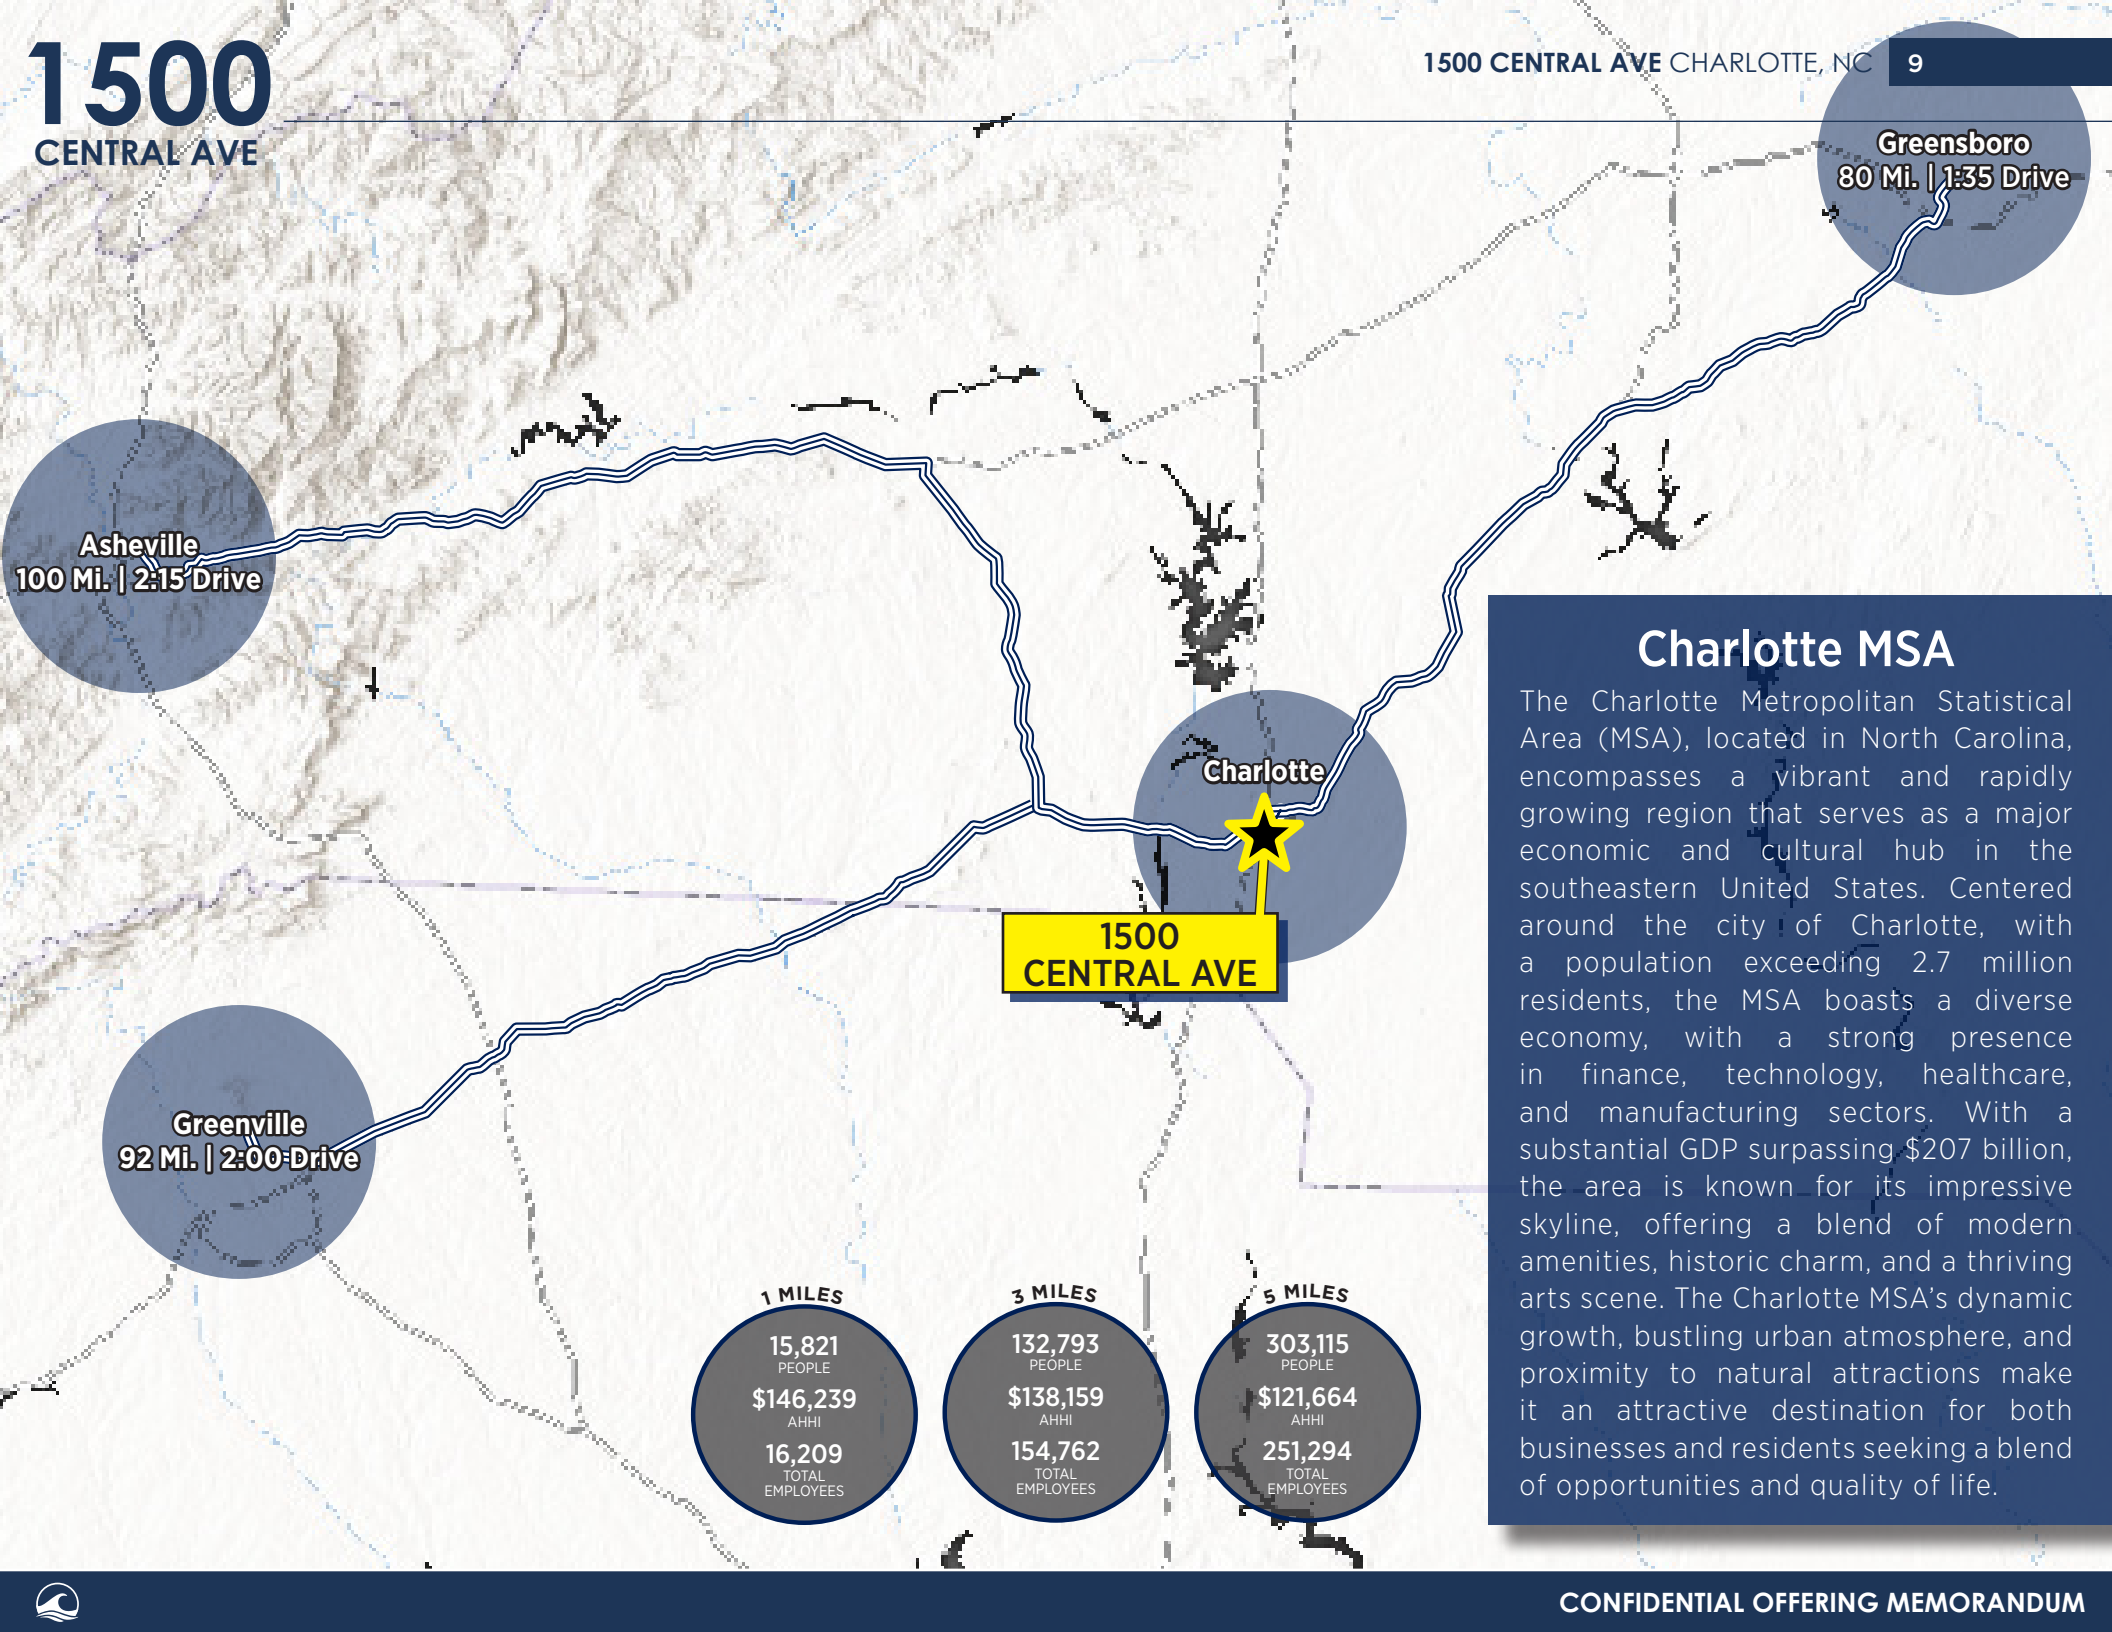 1500
CENTRAL AVE
1500 CENTRAL AVE CHARLOTTE, NC
9
Greensboro
80 Mi. | 1:35 Drive
Asheville
100 Mi. | 2:15 Drive
Charlotte
1500
CENTRAL AVE
Greenville
92 Mi. | 2:00 Drive
Charlotte MSA
The Charlotte Metropolitan Statistical
Area (MSA), located in North Carolina,
encompasses a vibrant and rapidly
growing region that serves as a major
economic and cultural hub in the
southeastern United States. Centered
around the city of Charlotte, with
a population exceeding 2.7 million
residents, the MSA boasts a diverse
economy, with a strong presence
in finance, technology, healthcare,
and manufacturing sectors. With a
substantial GDP surpassing $207 billion,
the area is known for its impressive
skyline, offering a blend of modern
amenities, historic charm, and a thriving
arts scene. The Charlotte MSA’s dynamic
growth, bustling urban atmosphere, and
proximity to natural attractions make
it an attractive destination for both
businesses and residents seeking a blend
of opportunities and quality of life.
1 MILES
15,821
PEOPLE
$146,239
AHHI
16,209
TOTAL
EMPLOYEES
3 MILES
132,793
PEOPLE
$138,159
AHHI
154,762
TOTAL
EMPLOYEES
5 MILES
303,115
PEOPLE
$121,664
AHHI
251,294
TOTAL
EMPLOYEES
CONFIDENTIAL OFFERING MEMORANDUM